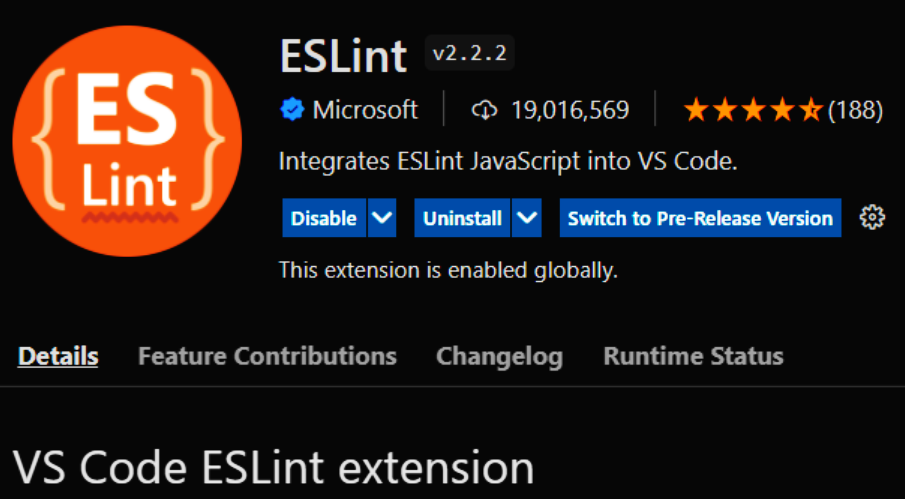 {ES
Lint}
ESLint v2.2.2
Microsoft 19,016,569 ★★★★⯪(188)
Integrates ESLint JavaScript into VS Code.
Disable Uninstall Switch to Pre-Release Version
This extension is enabled globally.
Details Feature Contributions Changelog Runtime Status
VS Code ESLint extension